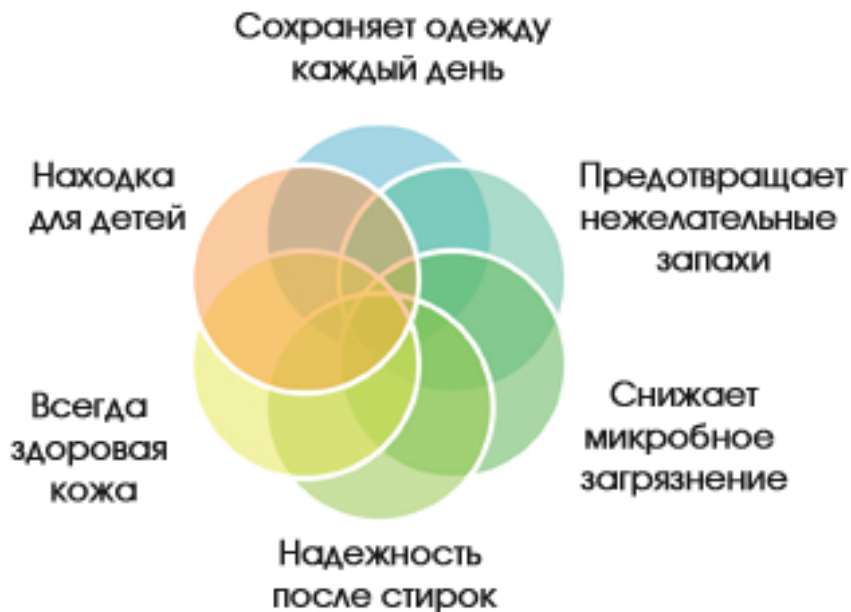 Сохраняет одежду
каждый день
Находка
для детей
Предотвращает
нежелательные
запахи
Всегда
здоровая
кожа
Снижает
микробное
загрязнение
Надежность
после стирок